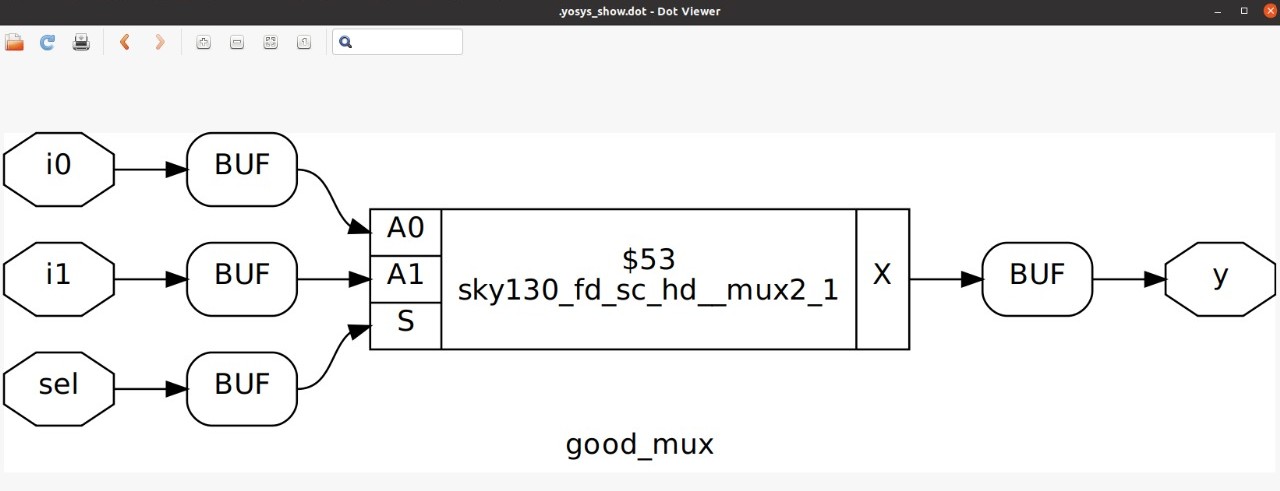 .yosys_show.dot - Dot Viewer
i0
BUF
A0
i1
BUF
A1
sel
BUF
S
$53
sky130_fd_sc_hd__mux2_1
X
BUF
y
good_mux